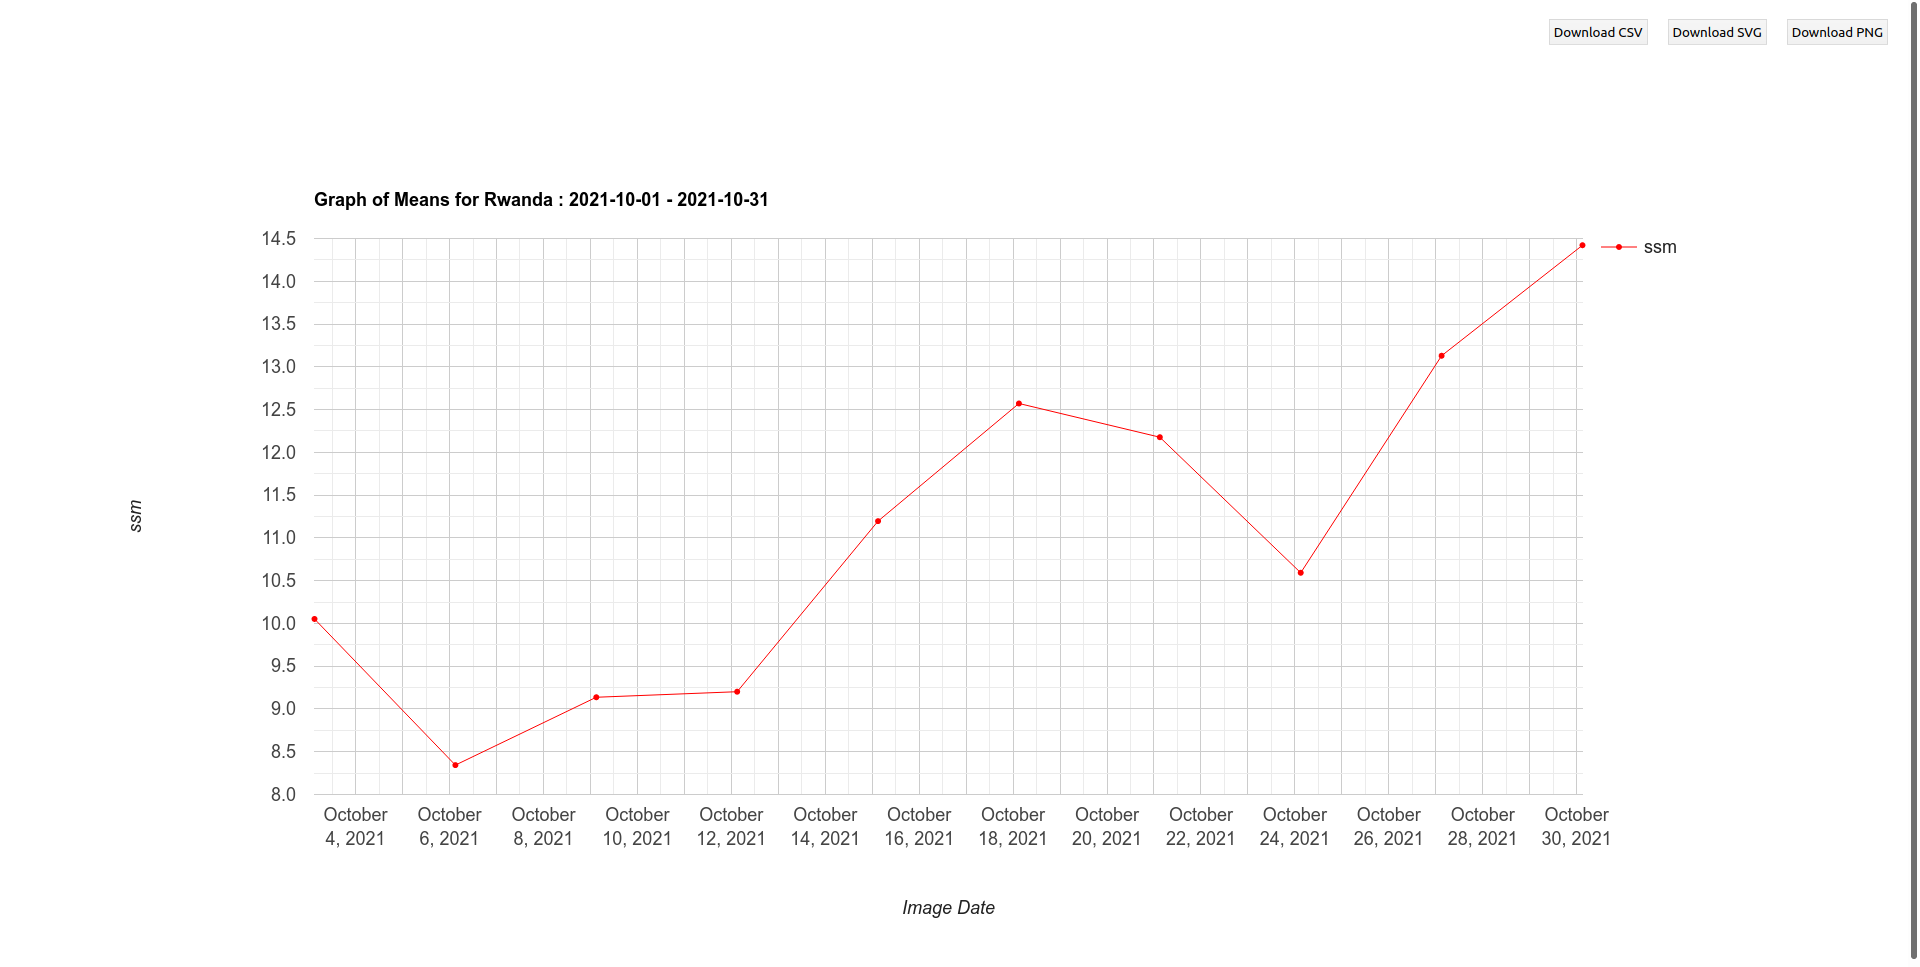 Download CSV Download SVG Download PNG
Graph of Means for Rwanda : 2021-10-01 - 2021-10-31
14.5
14.0
13.5
13.0
12.5
12.0
11.5
11.0
10.5
10.0
9.5
9.0
8.5
8.0
ssm
ssm
October 4, 2021
October 6, 2021
October 8, 2021
October 10, 2021
October 12, 2021
October 14, 2021
October 16, 2021
October 18, 2021
October 20, 2021
October 22, 2021
October 24, 2021
October 26, 2021
October 28, 2021
October 30, 2021
Image Date